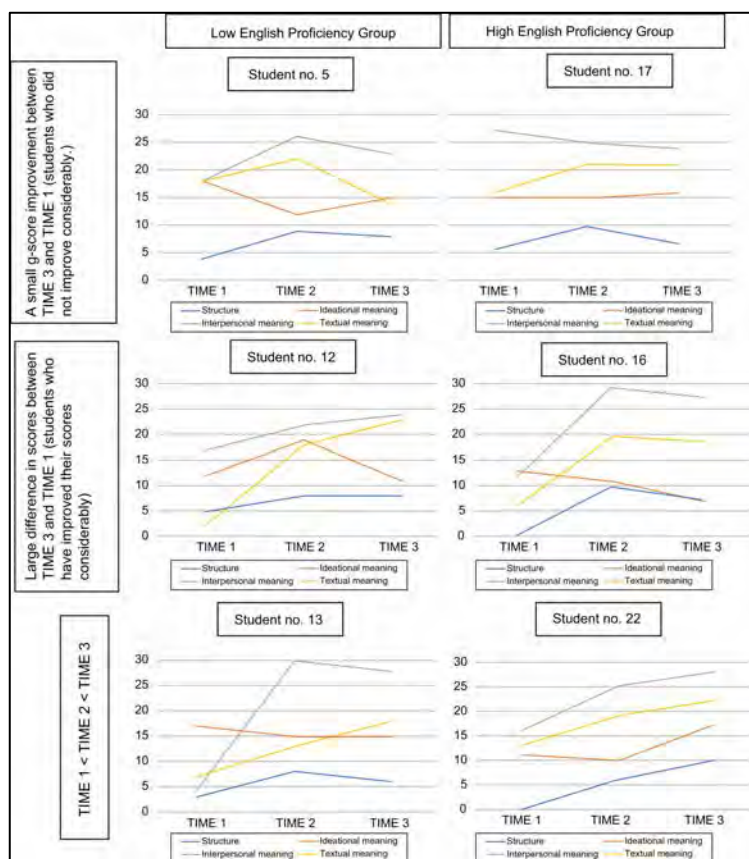 Low English Proficiency Group
High English Proficiency Group
A small g-score improvement between
TIME 3 and TIME 1 (students who did
not improve considerably.)
Student no. 5
30
25
20
15
10
5
0
TIME 1
TIME 2
TIME 3
Structure
Ideational meaning
Interpersonal meaning
Textual meaning
Student no. 17
TIME 1
TIME 2
TIME 3
Structure
Ideational meaning
Interpersonal meaning
Textual meaning
Large difference in scores between
TIME 3 and TIME 1 (students who
have improved their scores
considerably)
Student no. 12
30
25
20
15
10
5
0
TIME 1
TIME 2
TIME 3
Structure
Ideational meaning
Interpersonal meaning
Textual meaning
Student no. 16
30
25
20
15
10
5
0
TIME 1
TIME 2
TIME 3
Structure
Ideational meaning
Interpersonal meaning
Textual meaning
TIME 1 < TIME 2 < TIME 3
Student no. 13
30
25
20
15
10
5
0
TIME 1
TIME 2
TIME 3
Structure
Ideational meaning
Interpersonal meaning
Textual meaning
Student no. 22
30
25
20
15
10
5
0
TIME 1
TIME 2
TIME 3
Structure
Ideational meaning
Interpersonal meaning
Textual meaning